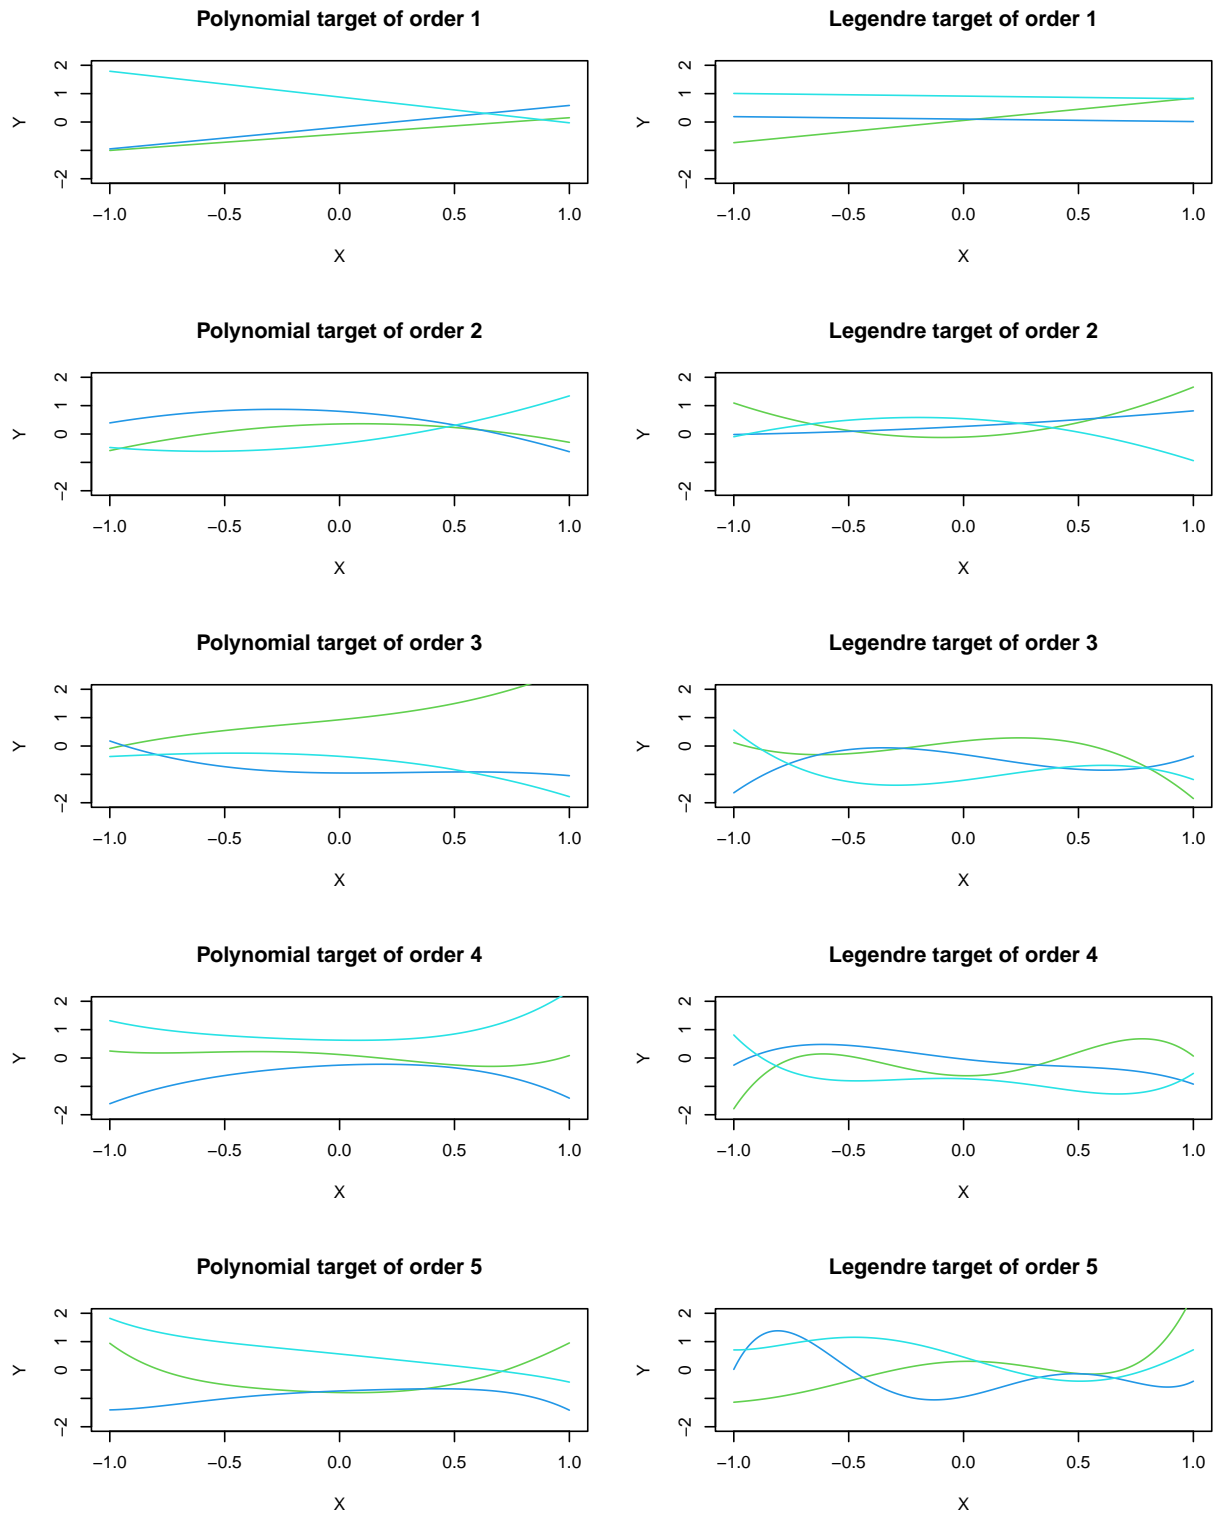 Polynomial target of order 1
Y
2
1
0
−2
−1.0 −0.5 0.0 0.5 1.0
X
Legendre target of order 1
Y
2
1
0
−2
−1.0 −0.5 0.0 0.5 1.0
X
Polynomial target of order 2
Y
2
1
0
−2
−1.0 −0.5 0.0 0.5 1.0
X
Legendre target of order 2
Y
2
1
0
−2
−1.0 −0.5 0.0 0.5 1.0
X
Polynomial target of order 3
Y
2
1
0
−2
−1.0 −0.5 0.0 0.5 1.0
X
Legendre target of order 3
Y
2
1
0
−2
−1.0 −0.5 0.0 0.5 1.0
X
Polynomial target of order 4
Y
2
1
0
−2
−1.0 −0.5 0.0 0.5 1.0
X
Legendre target of order 4
Y
2
1
0
−2
−1.0 −0.5 0.0 0.5 1.0
X
Polynomial target of order 5
Y
2
1
0
−2
−1.0 −0.5 0.0 0.5 1.0
X
Legendre target of order 5
Y
2
1
0
−2
−1.0 −0.5 0.0 0.5 1.0
X